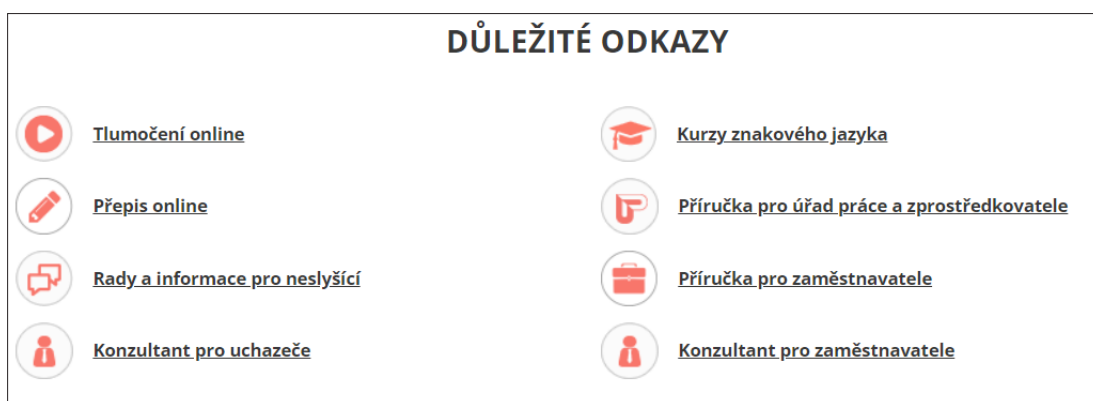 DŮLEŽITÉ ODKAZY
Tlumočení online
Kurzy znakového jazyka
Přepis online
Příručka pro úřad práce a zprostředkovatele
Rady a informace pro neslyšící
Příručka pro zaměstnavatele
Konzultant pro uchazeče
Konzultant pro zaměstnavatele